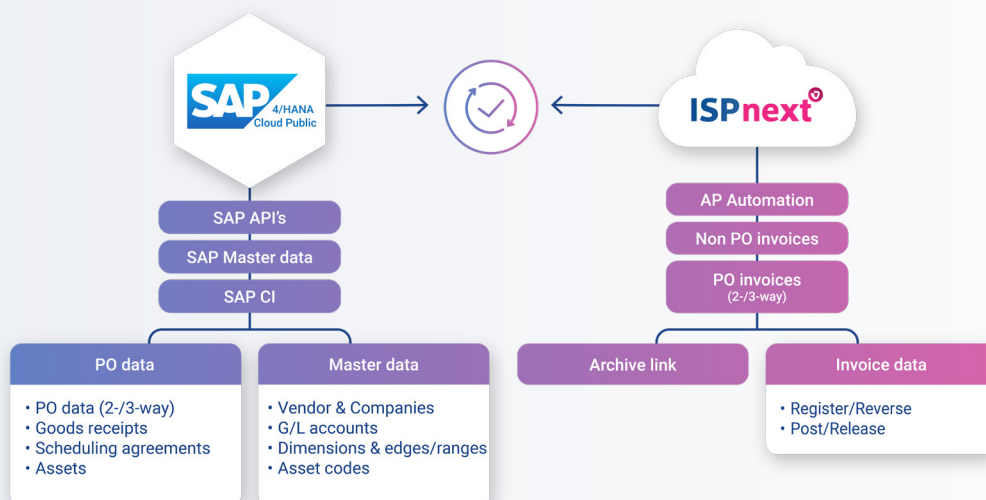 SAP
4/HANA
Cloud Public
ISPnext
SAP API's
SAP Master data
SAP CI
AP Automation
Non PO invoices
PO invoices
(2-/3-way)
PO data
• PO data (2-/3-way)
• Goods receipts
• Scheduling agreements
• Assets
Master data
• Vendor & Companies
• G/L accounts
• Dimensions & edges/ranges
• Asset codes
Archive link
Invoice data
• Register/Reverse
• Post/Release